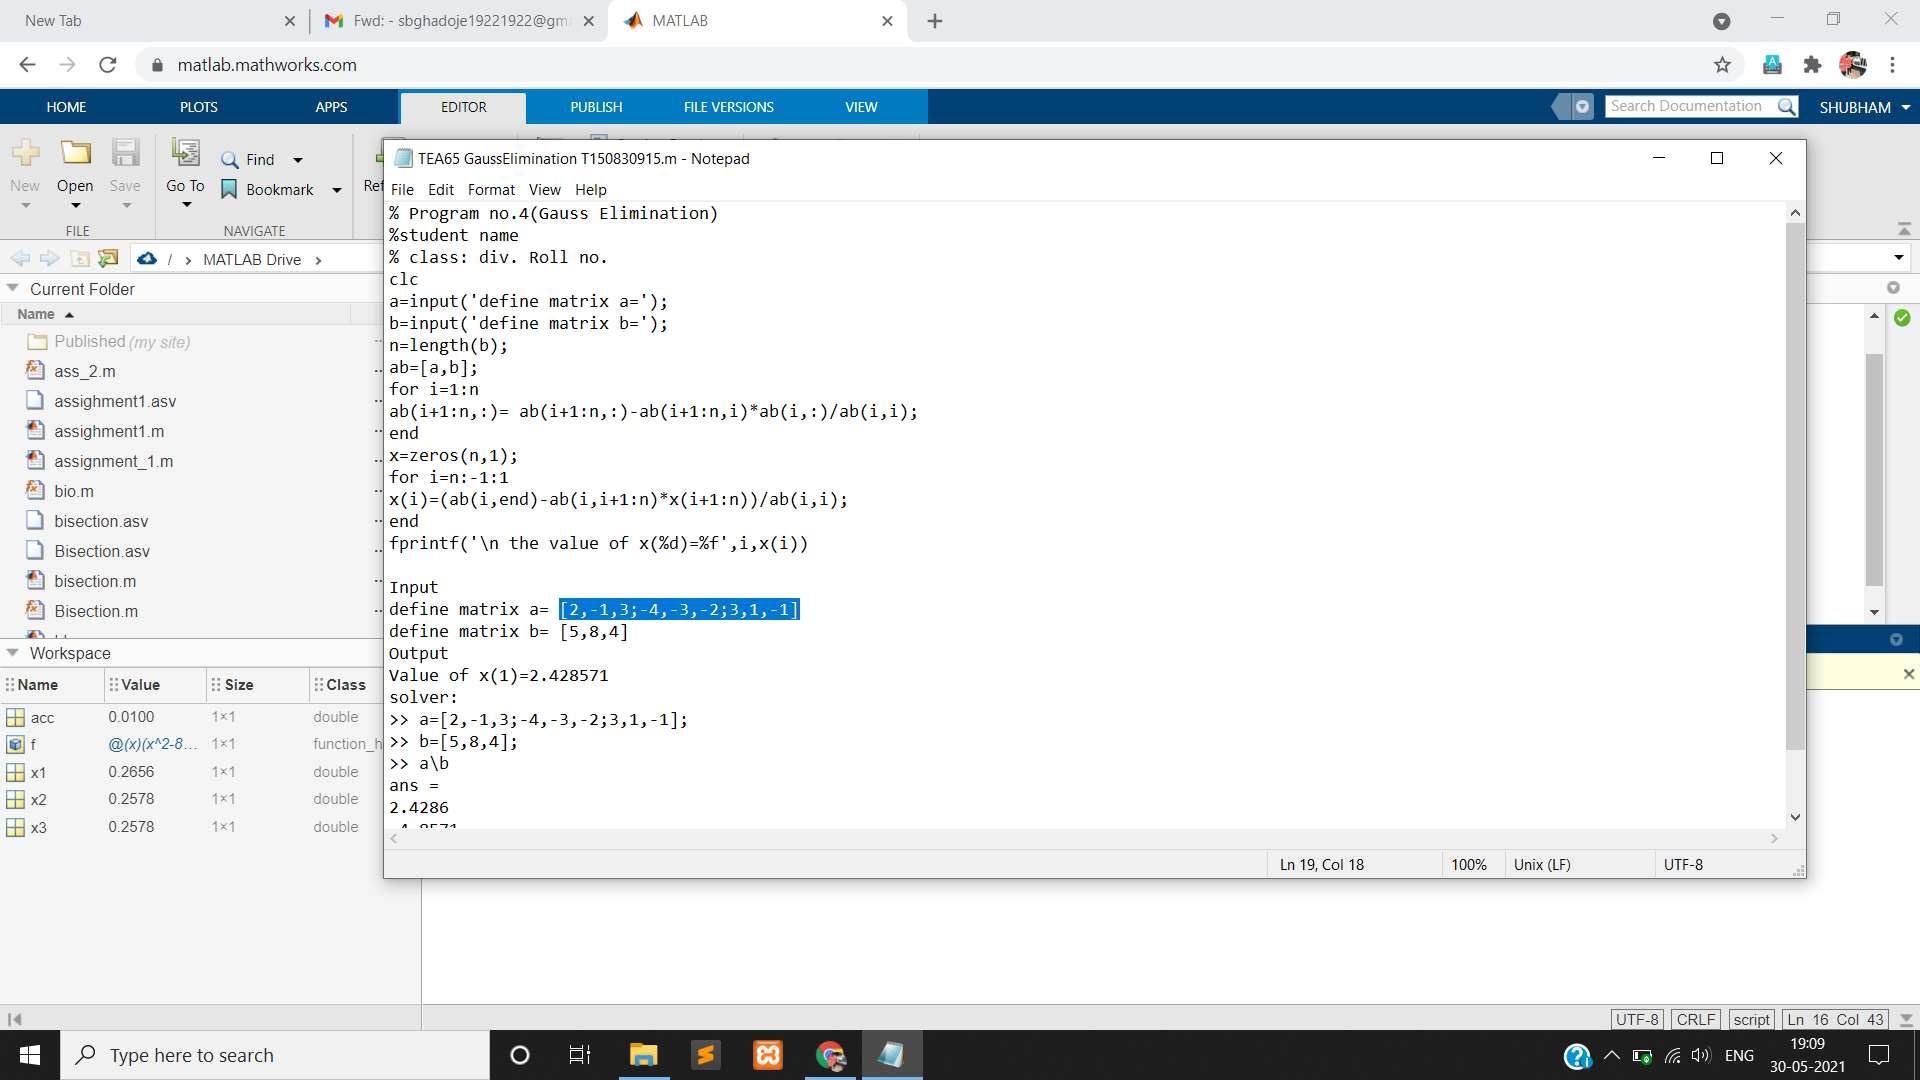 New Tab
Fwd: - sbghadoje19221922@gm
MATLAB
matlab.mathworks.com
HOME PLOTS APPS EDITOR PUBLISH FILE VERSIONS VIEW
Search Documentation
SHUBHAM
New Open Save
Go To
Find
Bookmark
Ref
FILE
NAVIGATE
/ › MATLAB Drive ›
Current Folder
Name
Published (my site)
ass_2.m
assighment1.asv
assighment1.m
assignment_1.m
bio.m
bisection.asv
Bisection.asv
bisection.m
Bisection.m
Workspace
Name Value Size Class
acc 0.0100 1×1 double
f @(x)(x^2-8... 1×1 function_h
x1 0.2656 1×1 double
x2 0.2578 1×1 double
x3 0.2578 1×1 double
TEA65 GaussElimination T150830915.m - Notepad
File Edit Format View Help
% Program no.4(Gauss Elimination)
%student name
% class: div. Roll no.
clc
a=input('define matrix a=');
b=input('define matrix b=');
n=length(b);
ab=[a,b];
for i=1:n
ab(i+1:n,:)= ab(i+1:n,:)-ab(i+1:n,i)*ab(i,:)/ab(i,i);
end
x=zeros(n,1);
for i=n:-1:1
x(i)=(ab(i,end)-ab(i,i+1:n)*x(i+1:n))/ab(i,i);
end
fprintf('\n the value of x(%d)=%f',i,x(i))
Input
define matrix a= [2,-1,3;-4,-3,-2;3,1,-1]
define matrix b= [5,8,4]
Output
Value of x(1)=2.428571
solver:
>> a=[2,-1,3;-4,-3,-2;3,1,-1];
>> b=[5,8,4];
>> a\b
ans =
2.4286
Ln 19, Col 18
100%
Unix (LF)
UTF-8
UTF-8 CRLF script Ln 16 Col 43
Type here to search
ENG
19:09
30-05-2021